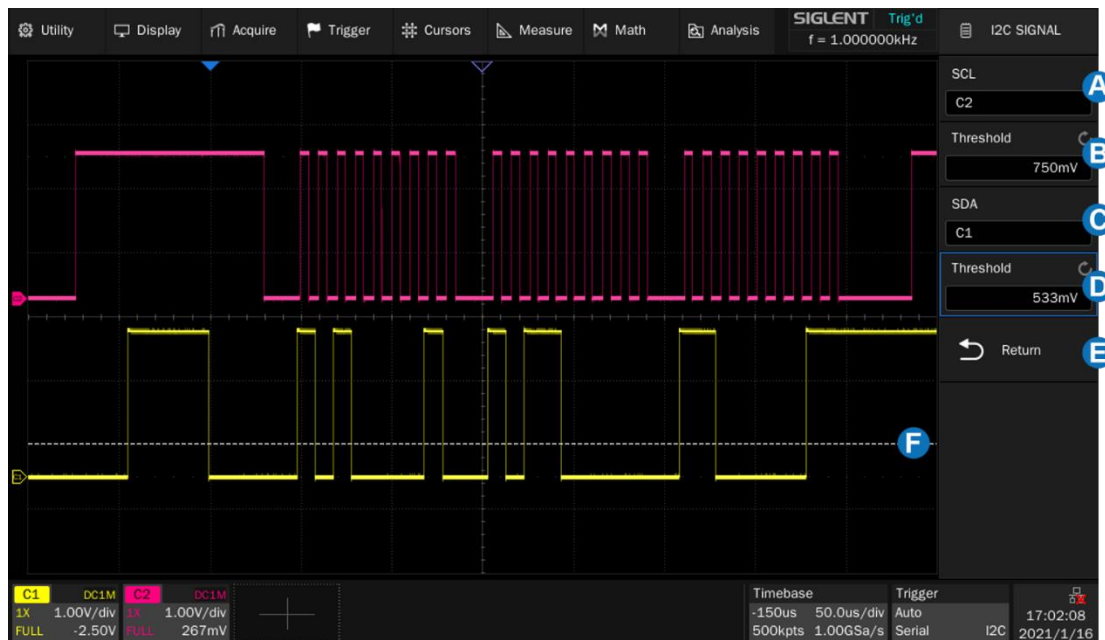 Utility Display Acquire Trigger Cursors Measure Math Analysis
SIGLENT Trig'd
f = 1.000000kHz
I2C SIGNAL
SCL
C2
A
Threshold
750mV
B
SDA
C1
C
Threshold
533mV
D
Return
E
F
C1 DC1M
1X 1.00V/div
FULL -2.50V
C2 DC1M
1X 1.00V/div
FULL 267mV
Timebase
-150us 50.0us/div
500kpts 1.00GSa/s
Trigger
Auto
Serial I2C
17:02:08
2021/1/16